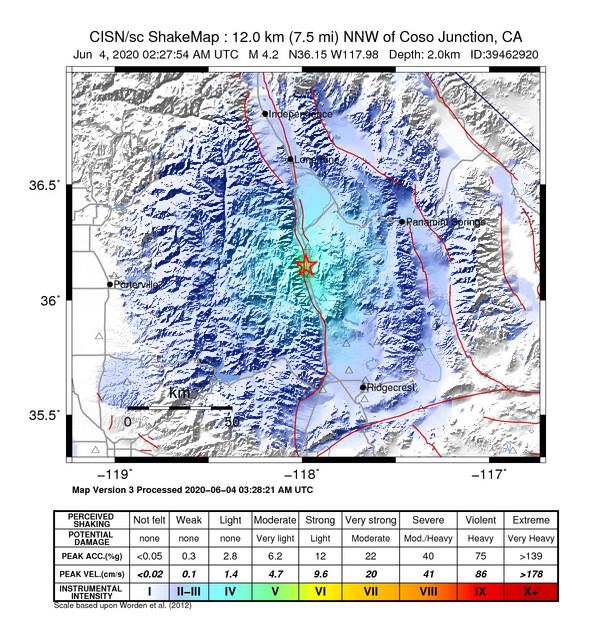 CISN/sc ShakeMap : 12.0 km (7.5 mi) NNW of Coso Junction, CA
Jun 4, 2020 02:27:54 AM UTC M 4.2 N36.15 W117.98 Depth: 2.0km ID:39462920
Independence
Lone Pine
36.5°
Panamint Springs
Porterville
36°
Ridgecrest
km
0 50
35.5°
−119° −118° −117°
Map Version 3 Processed 2020−06−04 03:28:21 AM UTC
PERCEIVED SHAKING Not felt Weak Light Moderate Strong Very strong Severe Violent Extreme
POTENTIAL DAMAGE none none none Very light Light Moderate Mod./Heavy Heavy Very Heavy
PEAK ACC.(%g) <0.05 0.3 2.8 6.2 12 22 40 75 >139
PEAK VEL.(cm/s) <0.02 0.1 1.4 4.7 9.6 20 41 86 >178
INSTRUMENTAL INTENSITY I II−III IV V VI VII VIII IX X+
Scale based upon Worden et al. (2012)